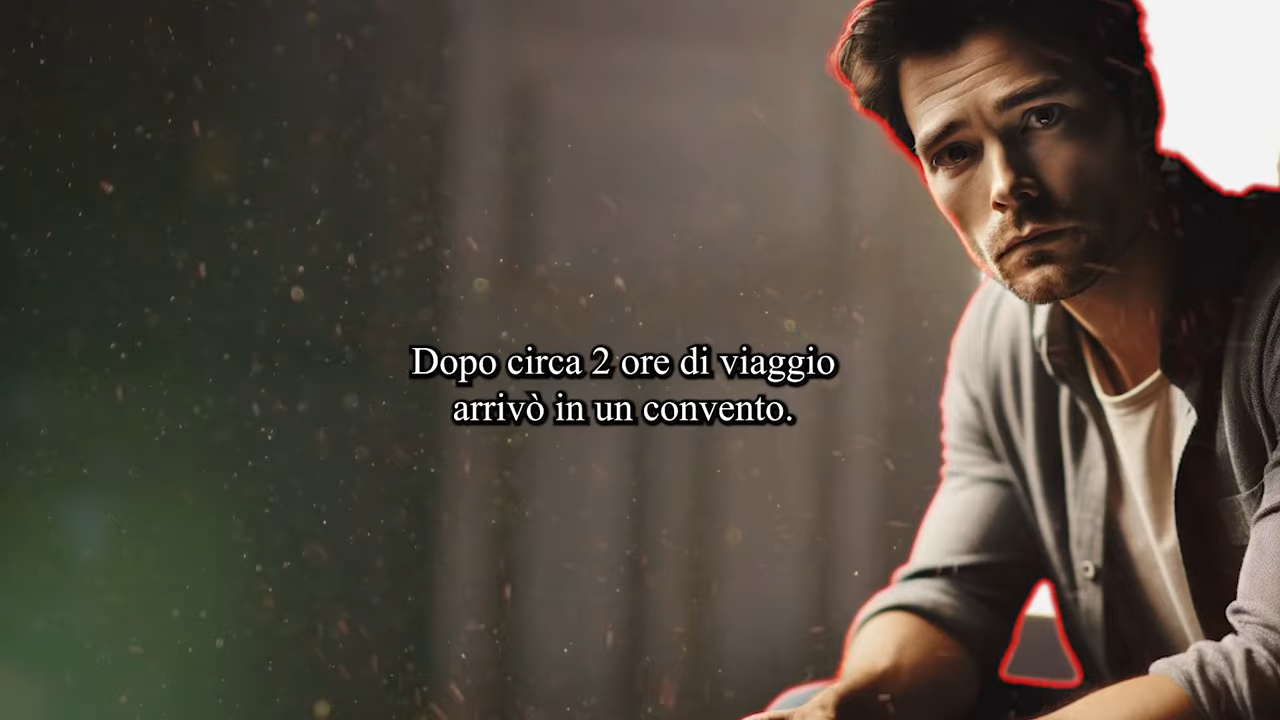 Dopo circa 2 ore di viaggio
arrivò in un convento.